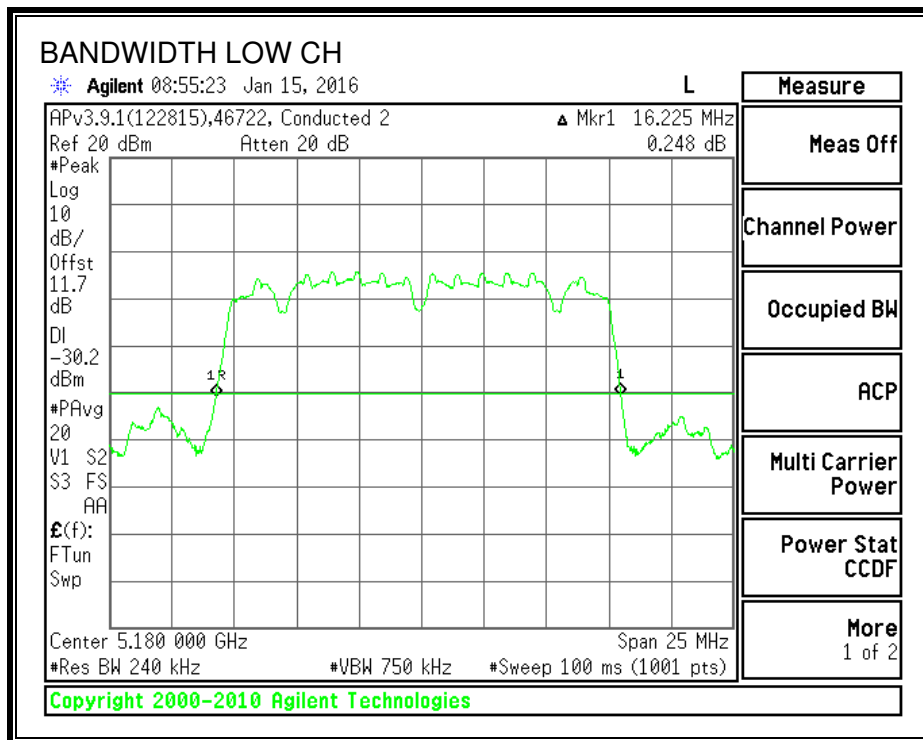 BANDWIDTH LOW CH
Agilent 08:55:23 Jan 15, 2016 L
APv3.9.1(122815),46722, Conducted 2 Δ Mkr1 16.225 MHz
Ref 20 dBm Atten 20 dB 0.248 dB
#Peak
Log
10
dB/
Offst
11.7
dB
DI
-30.2
dBm
#PAvg
20
V1 S2
S3 FS
AA
£(f):
FTun
Swp
1R
1
Center 5.180 000 GHz Span 25 MHz
#Res BW 240 kHz #VBW 750 kHz #Sweep 100 ms (1001 pts)
Copyright 2000-2010 Agilent Technologies
Measure
Meas Off
Channel Power
Occupied BW
ACP
Multi Carrier
Power
Power Stat
CCDF
More
1 of 2